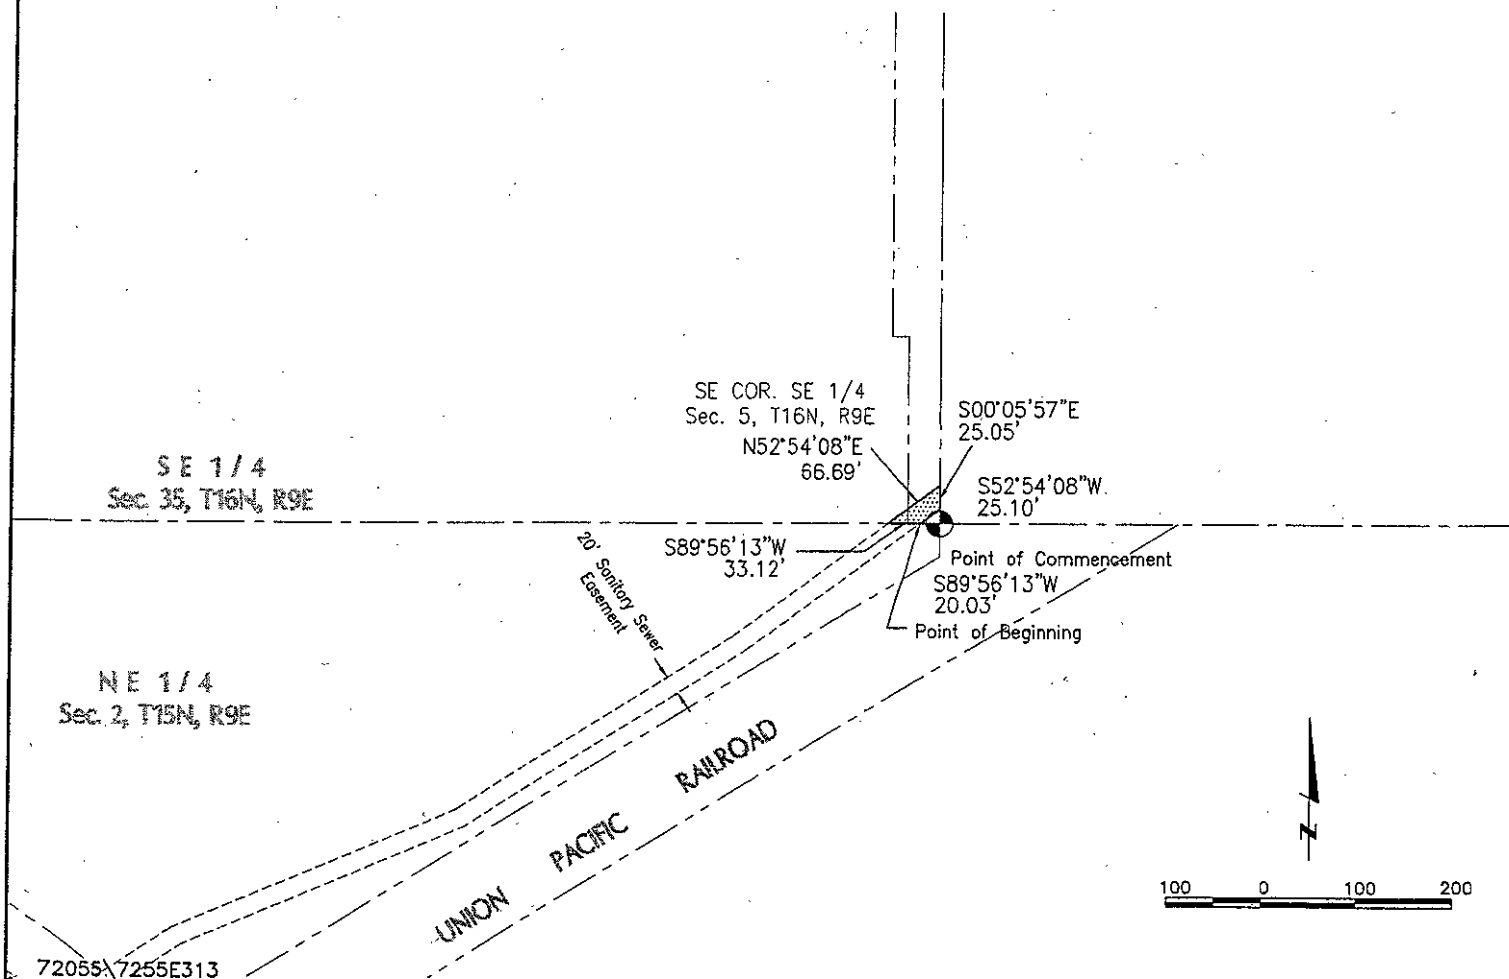 SE COR. SE 1/4
Sec. 5, T16N, R9E
N52°54'08"E
66.69'
S00°05'57"E
25.05'
S E 1/4
Sec. 35, T16N, R9E
S52°54'08"W
25.10'
S89°56'13"W
33.12'
20' Sanitary Sewer
Easement
Point of Commencement
S89°56'13"W
20.03'
Point of Beginning
N E 1/4
Sec. 2, T15N, R9E
UNION PACIFIC RAILROAD
N
100 0 100 200
72055\7255E313